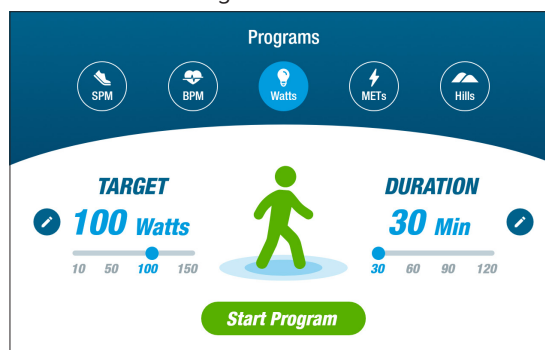 Programs
SPM
BPM
Watts
METs
Hills
TARGET
100 Watts
10 50 100 150
DURATION
30 Min
30 60 90 120
Start Program